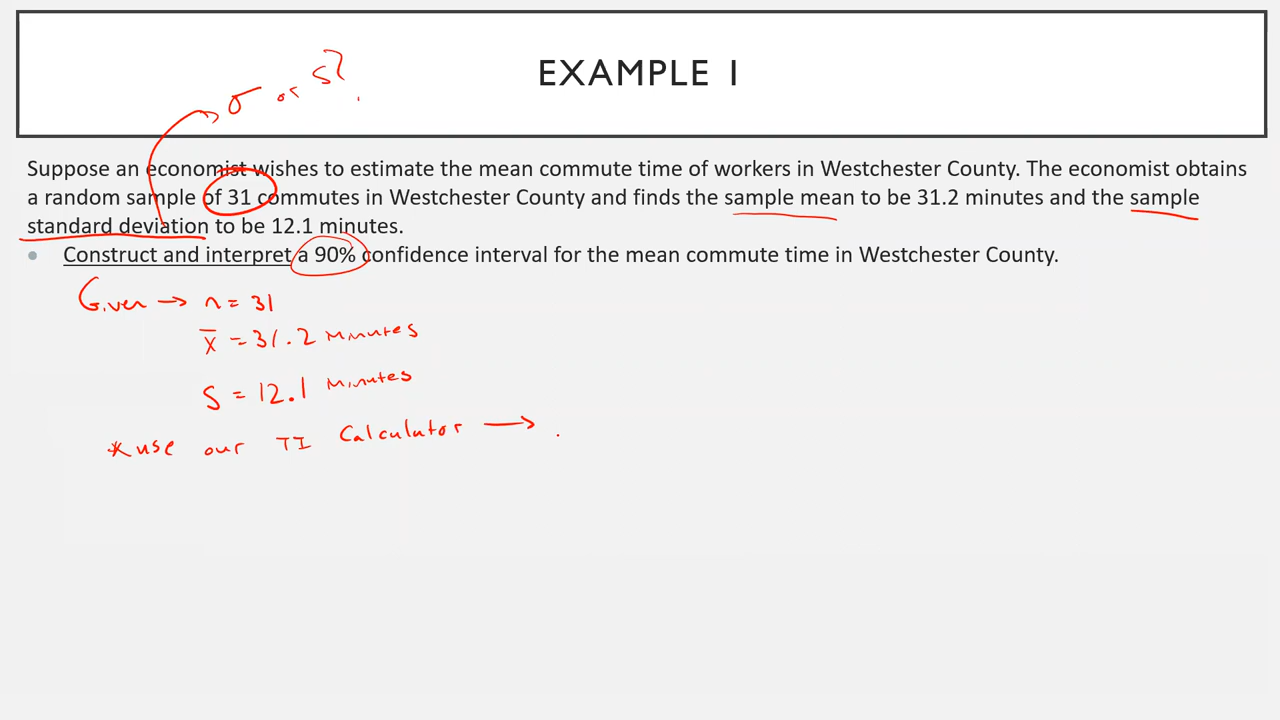 EXAMPLE 1
σ or s?
Suppose an economist wishes to estimate the mean commute time of workers in Westchester County. The economist obtains
a random sample of 31 commutes in Westchester County and finds the sample mean to be 31.2 minutes and the sample
standard deviation to be 12.1 minutes.
• Construct and interpret a 90% confidence interval for the mean commute time in Westchester County.
Given → n = 31
x̄ = 31.2 minutes
s = 12.1 minutes
*use our TI Calculator →